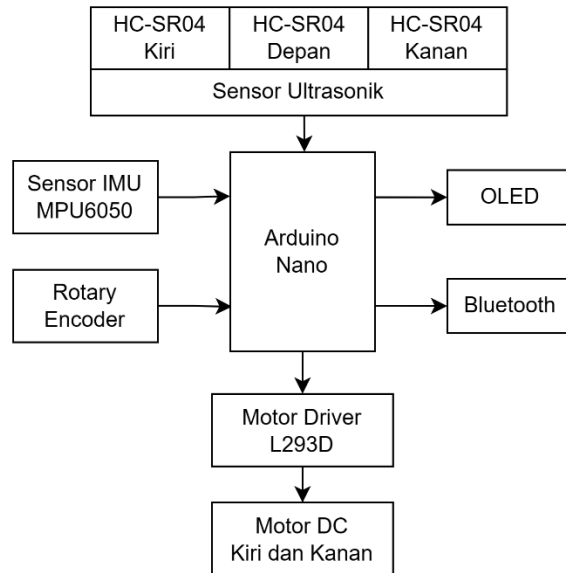 HC-SR04
Kiri
HC-SR04
Depan
HC-SR04
Kanan
Sensor Ultrasonik
Sensor IMU
MPU6050
Arduino
Nano
OLED
Rotary
Encoder
Bluetooth
Motor Driver
L293D
Motor DC
Kiri dan Kanan